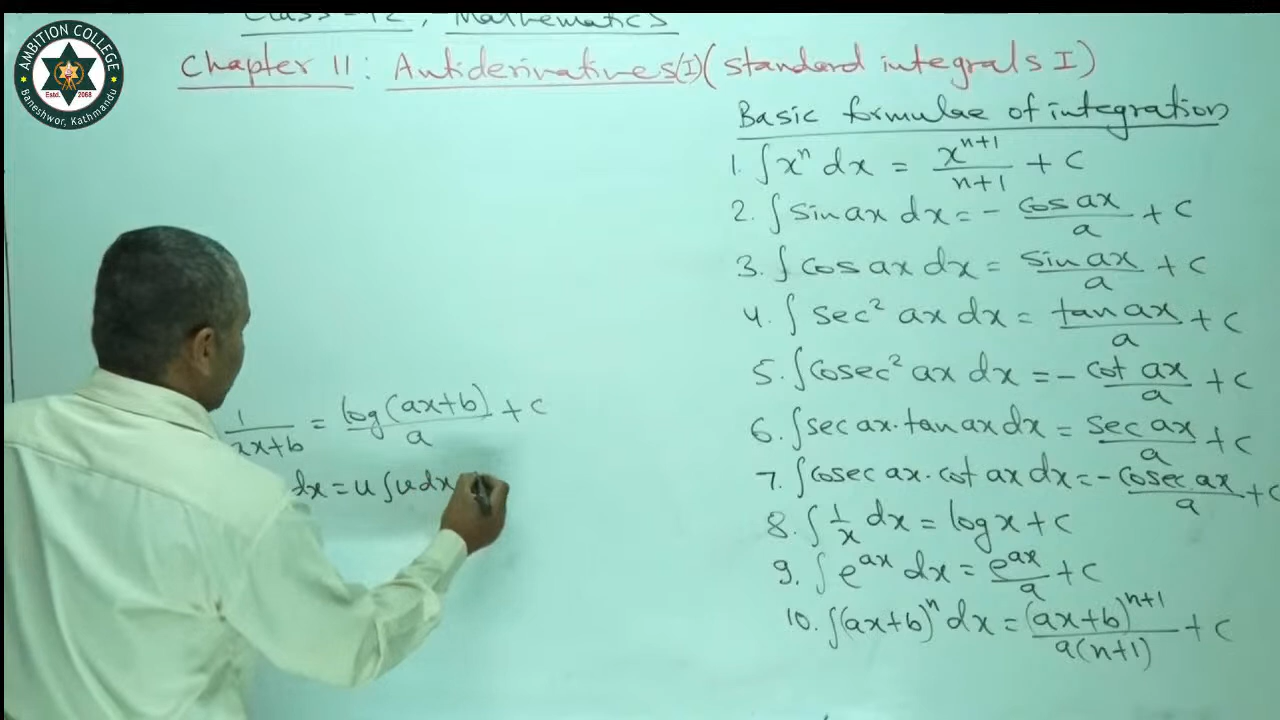 AMBITION COLLEGE
Estd. 2068
Baneshwor, Kathmandu
Class-12, Mathematics
Chapter 11: Antiderivatives(I)(standard integrals I)
Basic formulae of integration
1. ∫xⁿ dx = xⁿ⁺¹/n+1 + c
2. ∫sin ax dx = - cos ax/a + c
3. ∫cos ax dx = sin ax/a + c
4. ∫sec² ax dx = tan ax/a + c
5. ∫cosec² ax dx = - cot ax/a + c
6. ∫sec ax·tan ax dx = sec ax/a + c
7. ∫cosec ax·cot ax dx = - cosec ax/a + c
8. ∫1/x dx = log x + c
9. ∫eᵃˣ dx = eᵃˣ/a + c
10. ∫(ax+b)ⁿ dx = (ax+b)ⁿ⁺¹/a(n+1) + c
1/ax+b = log(ax+b)/a + c
dx = u∫v dx